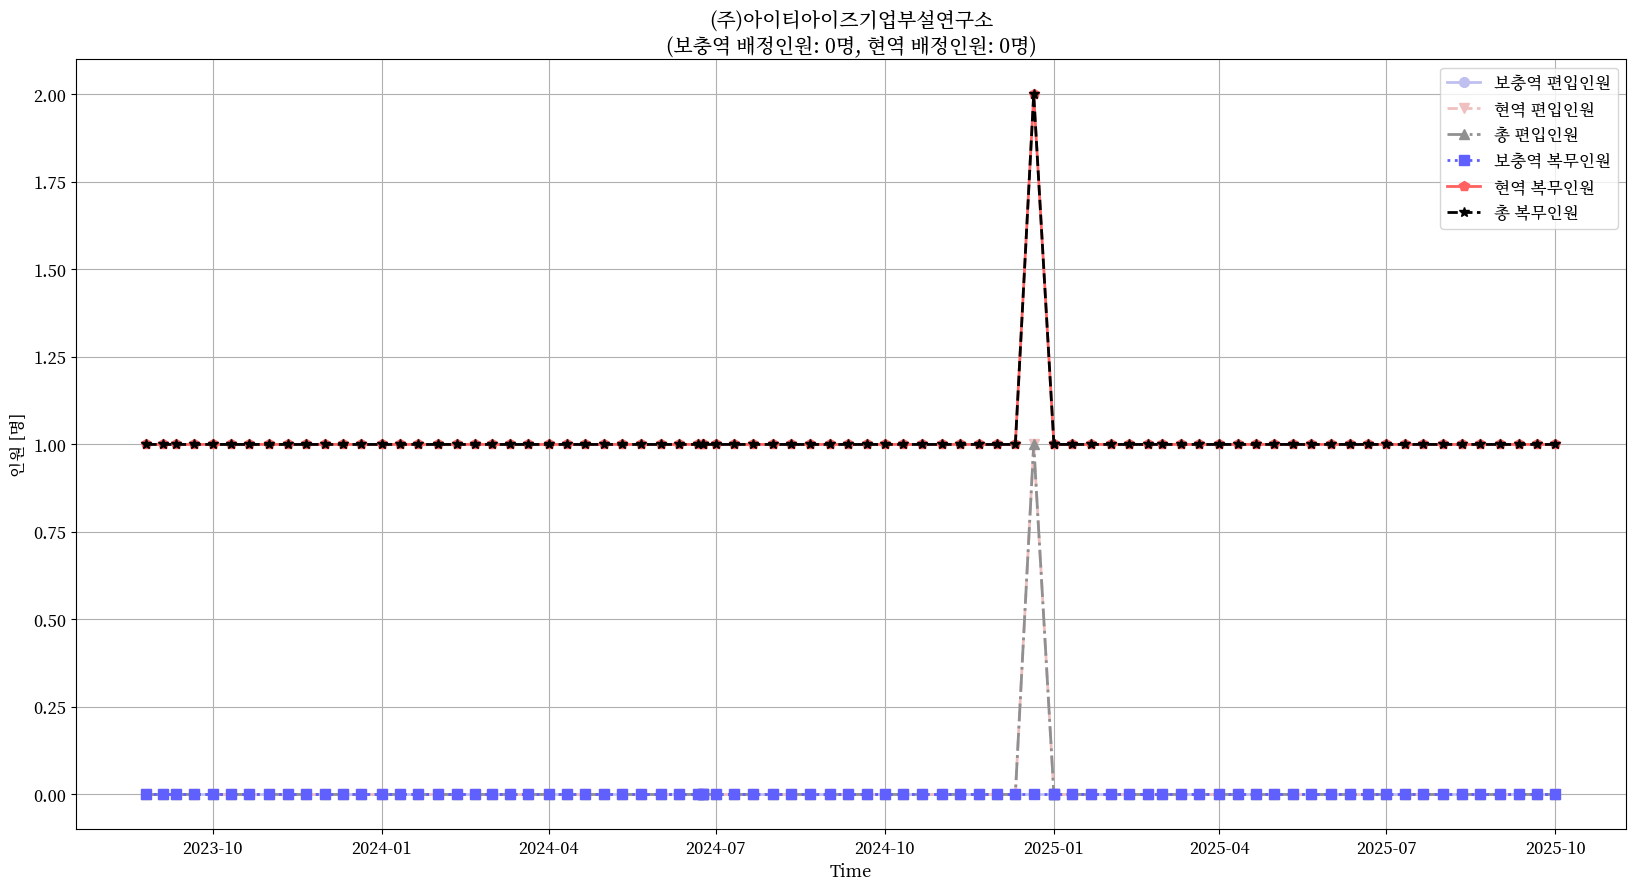 (주)아이티아이즈기업부설연구소
(보충역 배정인원: 0명, 현역 배정인원: 0명)
보충역 편입인원
현역 편입인원
총 편입인원
보충역 복무인원
현역 복무인원
총 복무인원
인원 [명]
2.00
1.75
1.50
1.25
1.00
0.75
0.50
0.25
0.00
2023-10
2024-01
2024-04
2024-07
2024-10
2025-01
2025-04
2025-07
2025-10
Time